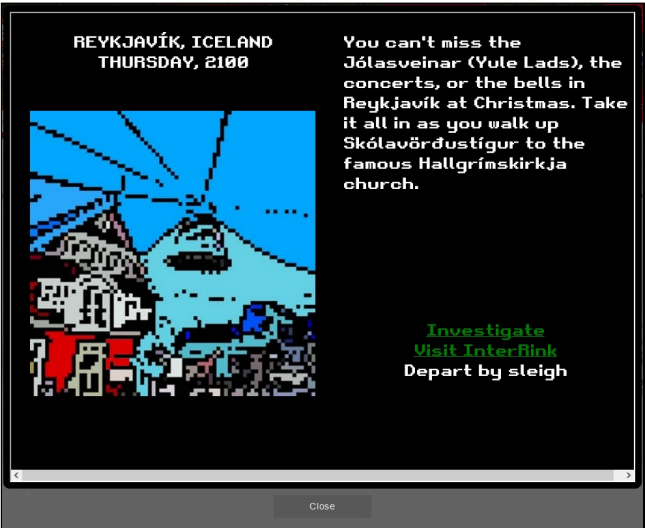 REYKJAVÍK, ICELAND
THURSDAY, 2100
You can't miss the
Jólasveinar (Yule Lads), the
concerts, or the bells in
Reykjavík at Christmas. Take
it all in as you walk up
Skólavörðustígur to the
famous Hallgrímskirkja
church.
Investigate
Visit InterRink
Depart by sleigh
Close